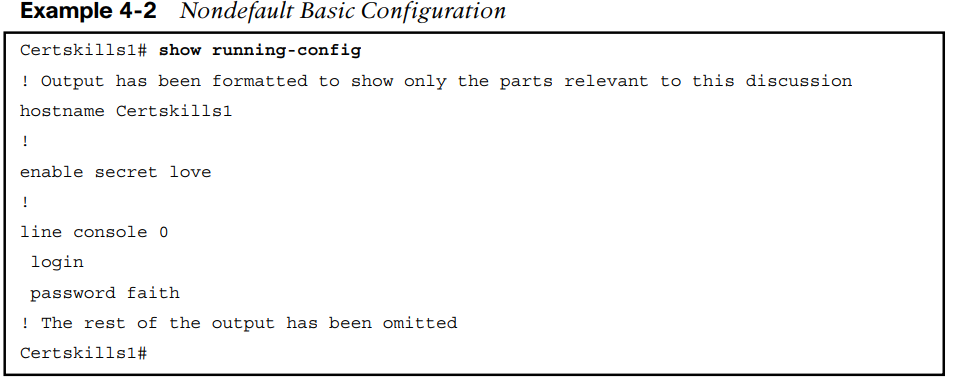 Example 4-2 Nondefault Basic Configuration
Certskills1# show running-config
! Output has been formatted to show only the parts relevant to this discussion
hostname Certskills1
!
enable secret love
!
line console 0
 login
 password faith
! The rest of the output has been omitted
Certskills1#